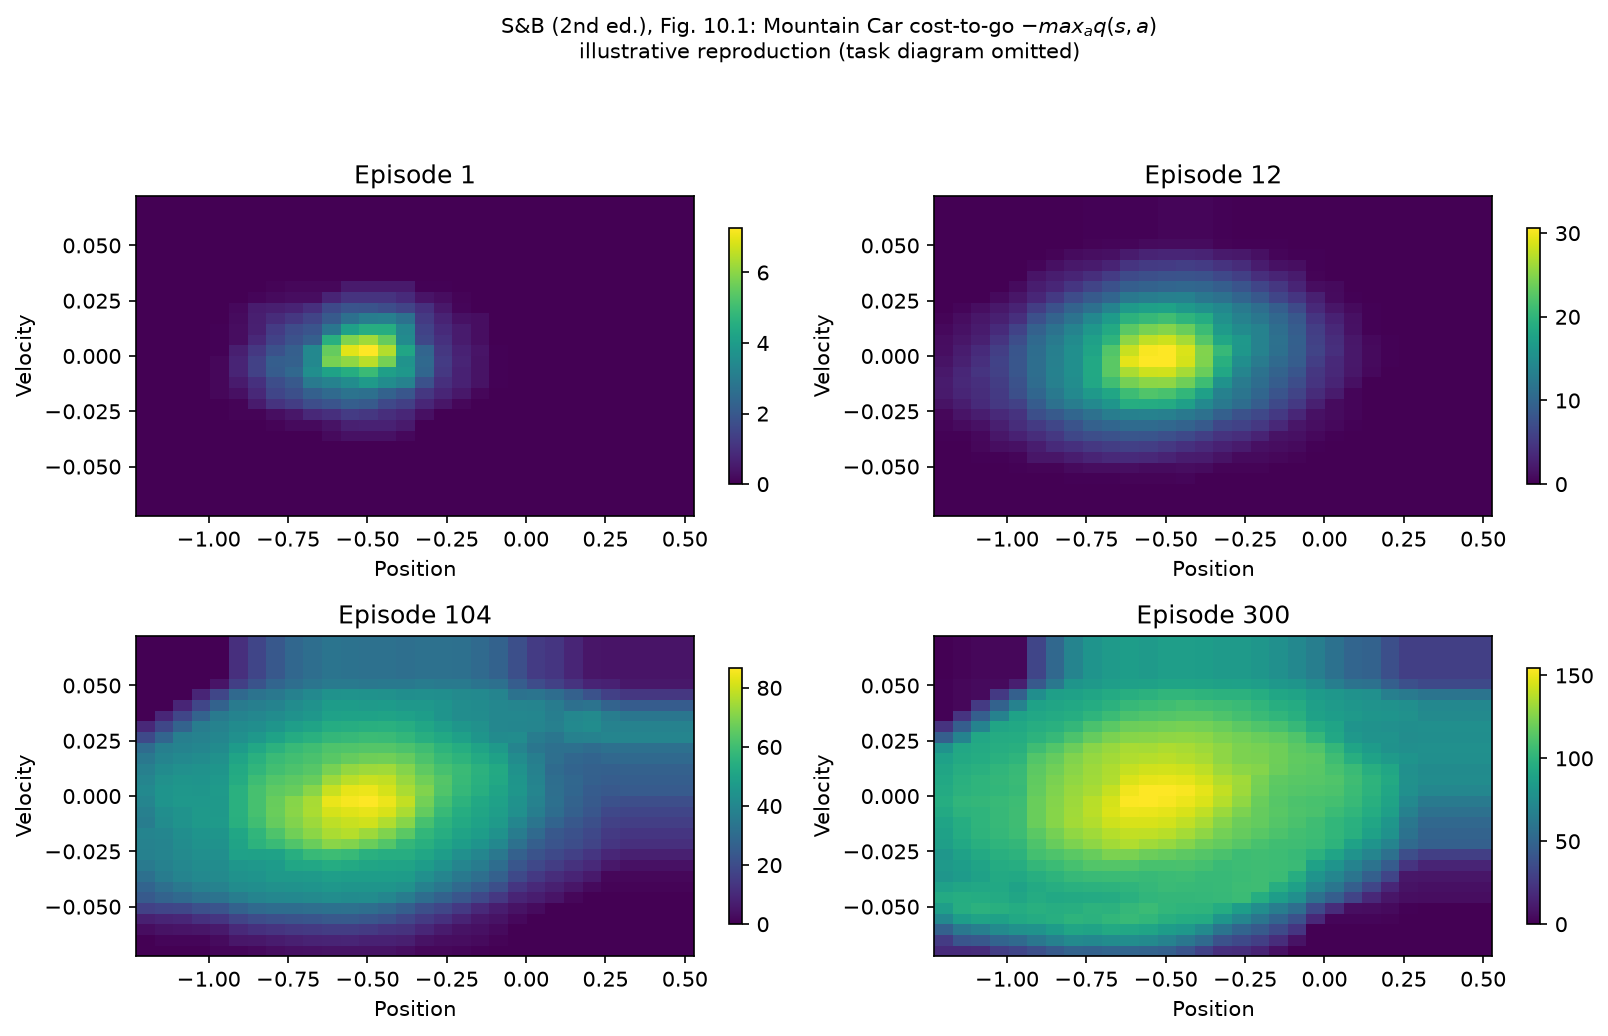 S&B (2nd ed.), Fig. 10.1: Mountain Car cost-to-go −maxₐq(s, a)
illustrative reproduction (task diagram omitted)
Episode 1
Velocity
0.050
0.025
0.000
−0.025
−0.050
−1.00 −0.75 −0.50 −0.25 0.00 0.25 0.50
Position
6
4
2
0
Episode 12
Velocity
0.050
0.025
0.000
−0.025
−0.050
−1.00 −0.75 −0.50 −0.25 0.00 0.25 0.50
Position
30
20
10
0
Episode 104
Velocity
0.050
0.025
0.000
−0.025
−0.050
−1.00 −0.75 −0.50 −0.25 0.00 0.25 0.50
Position
80
60
40
20
0
Episode 300
Velocity
0.050
0.025
0.000
−0.025
−0.050
−1.00 −0.75 −0.50 −0.25 0.00 0.25 0.50
Position
150
100
50
0